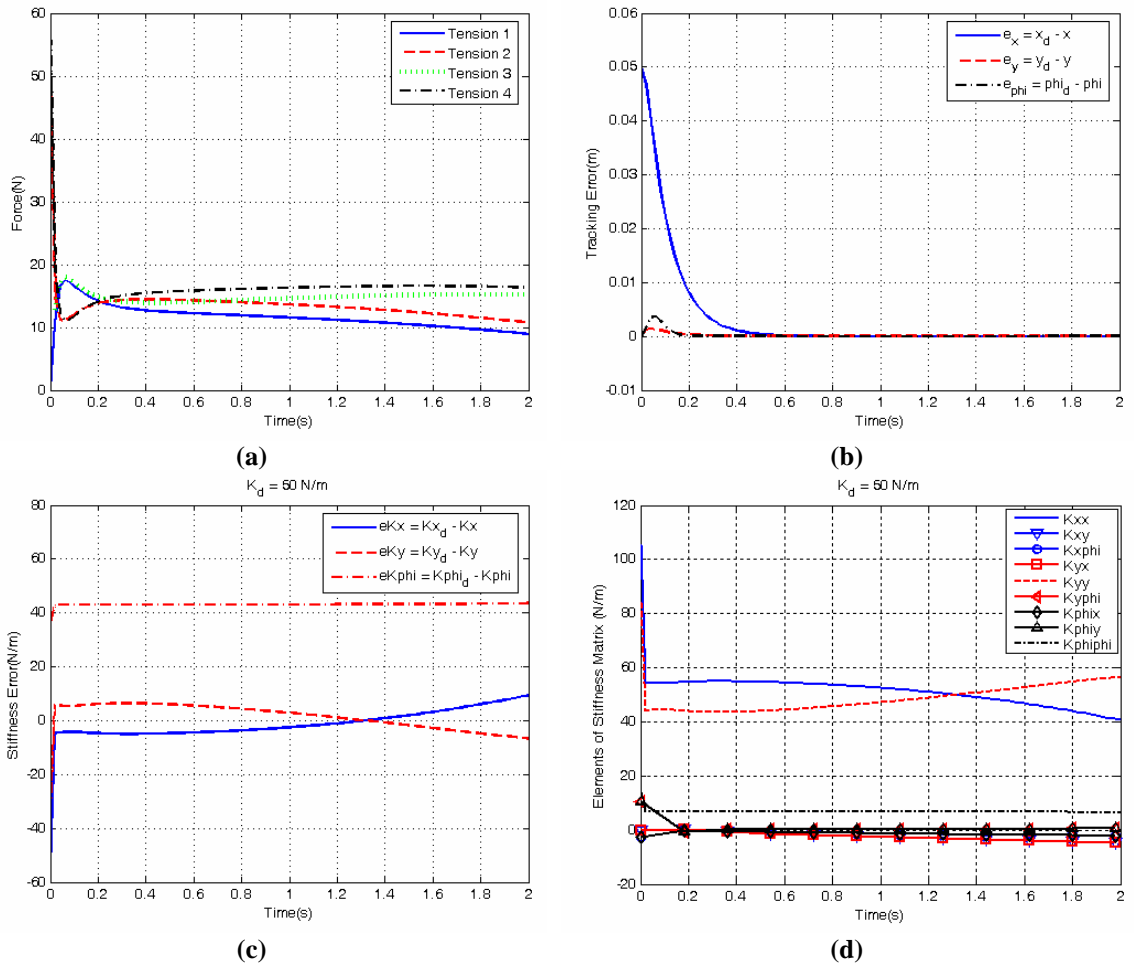 60
50
40
30
20
10
0
Force(N)
Tension 1
Tension 2
Tension 3
Tension 4
0 0.2 0.4 0.6 0.8 1 1.2 1.4 1.6 1.8 2
Time(s)
(a)
0.06
0.05
0.04
0.03
0.02
0.01
0
-0.01
Tracking Error(m)
e_x = x_d - x
e_y = y_d - y
e_phi = phi_d - phi
0 0.2 0.4 0.6 0.8 1 1.2 1.4 1.6 1.8 2
Time(s)
(b)
K_d = 50 N/m
80
60
40
20
0
-20
-40
-60
Stiffness Error(N/m)
eKx = Kx_d - Kx
eKy = Ky_d - Ky
eKphi = Kphi_d - Kphi
0 0.2 0.4 0.6 0.8 1 1.2 1.4 1.6 1.8 2
Time(s)
(c)
K_d = 50 N/m
120
100
80
60
40
20
0
-20
Elements of Stiffness Matrix (N/m)
Kxx
Kxy
Kxphi
Kyx
Kyy
Kyphi
Kphix
Kphiy
Kphiphi
0 0.2 0.4 0.6 0.8 1 1.2 1.4 1.6 1.8 2
Time(s)
(d)